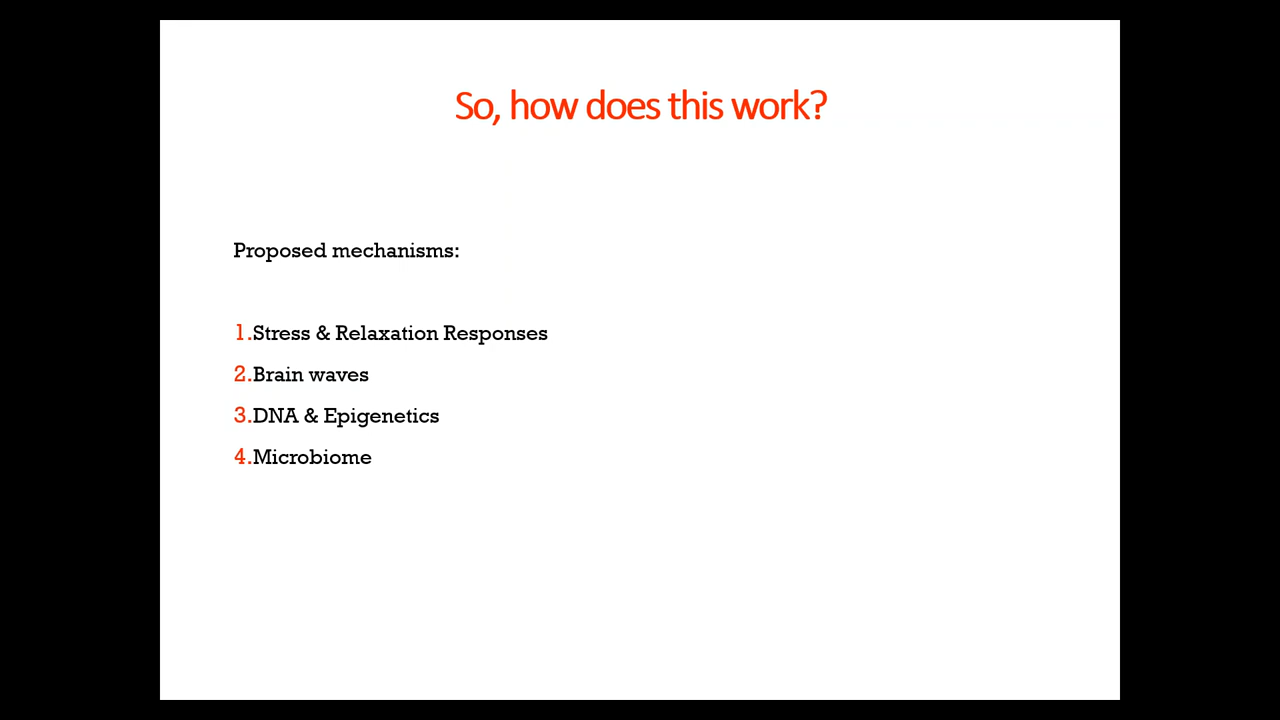 So, how does this work?
Proposed mechanisms:
1.Stress & Relaxation Responses
2.Brain waves
3.DNA & Epigenetics
4.Microbiome